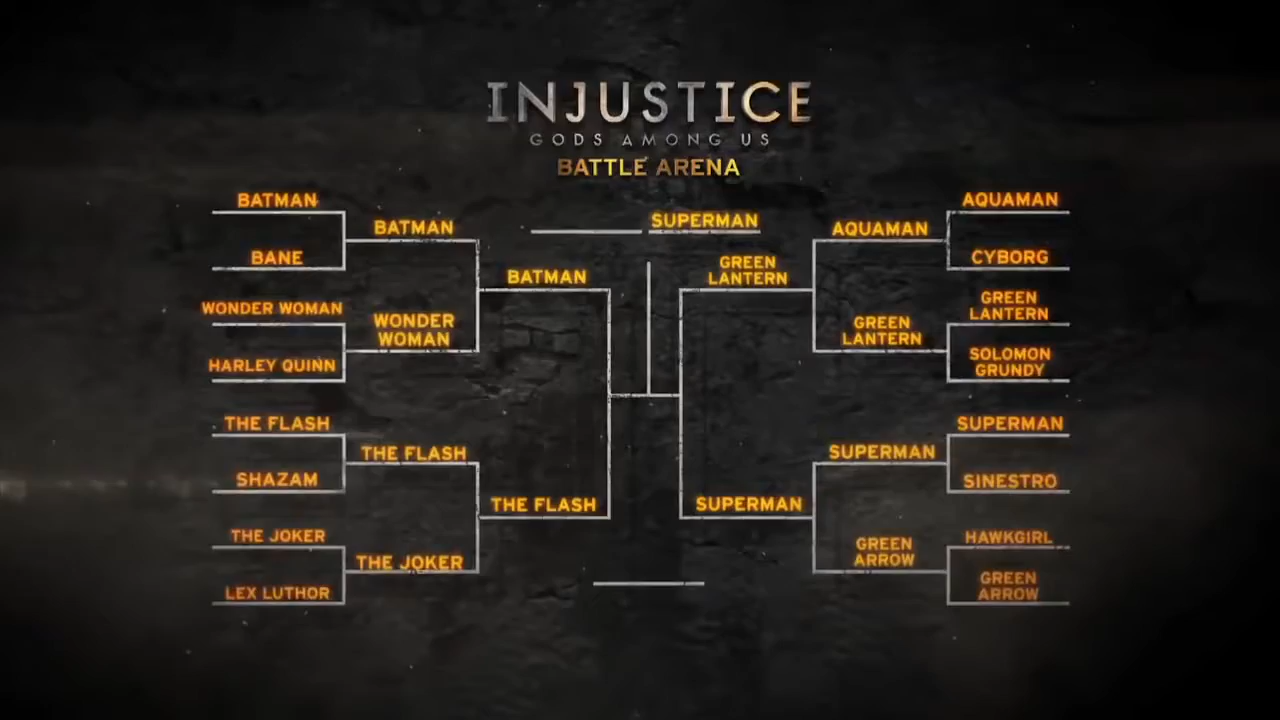 INJUSTICE
GODS AMONG US
BATTLE ARENA
BATMAN
BANE
WONDER WOMAN
HARLEY QUINN
THE FLASH
SHAZAM
THE JOKER
LEX LUTHOR
BATMAN
WONDER
WOMAN
THE FLASH
THE JOKER
BATMAN
THE FLASH
SUPERMAN
GREEN
LANTERN
SUPERMAN
AQUAMAN
GREEN
LANTERN
SUPERMAN
GREEN
ARROW
AQUAMAN
CYBORG
GREEN
LANTERN
SOLOMON
GRUNDY
SUPERMAN
SINESTRO
HAWKGIRL
GREEN
ARROW